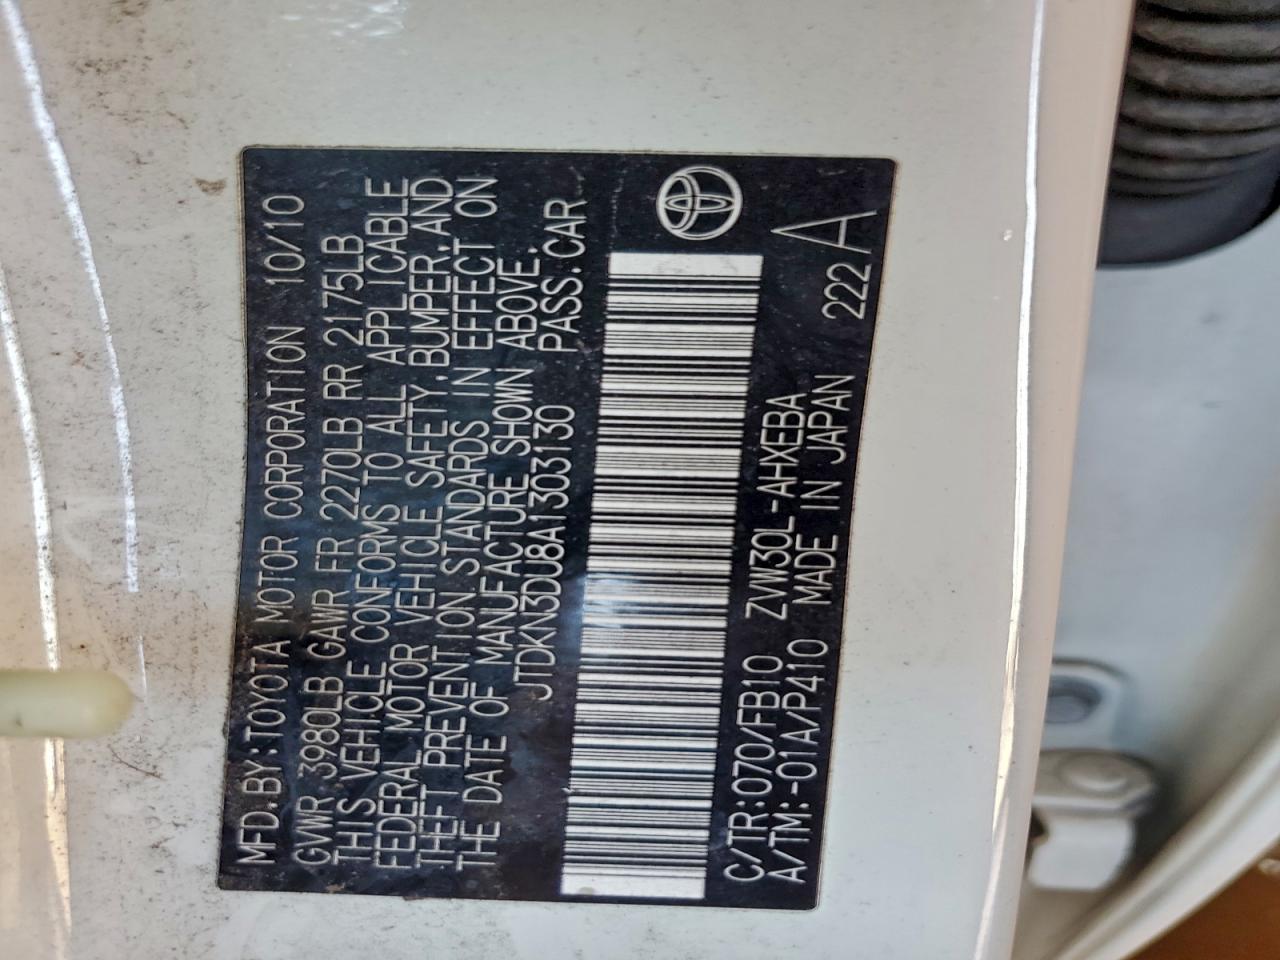 MFD.BY:TOYOTA MOTOR CORPORATION 10/10
GVWR 3980LB GAWR FR 2270LB RR 2175LB
THIS VEHICLE CONFORMS TO ALL APPLICABLE
FEDERAL MOTOR VEHICLE SAFETY,BUMPER,AND
THEFT PREVENTION STANDARDS IN EFFECT ON
THE DATE OF MANUFACTURE SHOWN ABOVE.
JTDKN3DU8A1303130 PASS.CAR
C/TR:070/FB10 ZVW30L-AHXEBA
A/TM:-01A/P410 MADE IN JAPAN 222 A